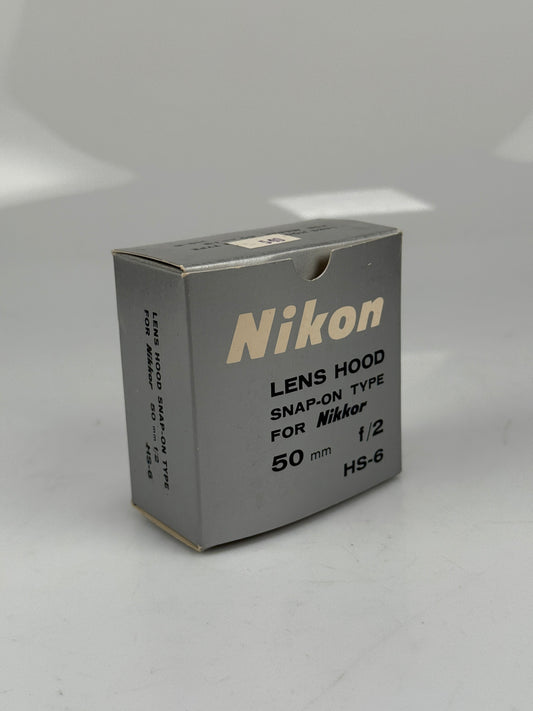 Nikon
LENS HOOD
SNAP-ON TYPE
FOR Nikkor
50 mm f/2
HS-6
LENS HOOD SNAP-ON TYPE
FOR Nikkor 50 mm f:2 HS-6